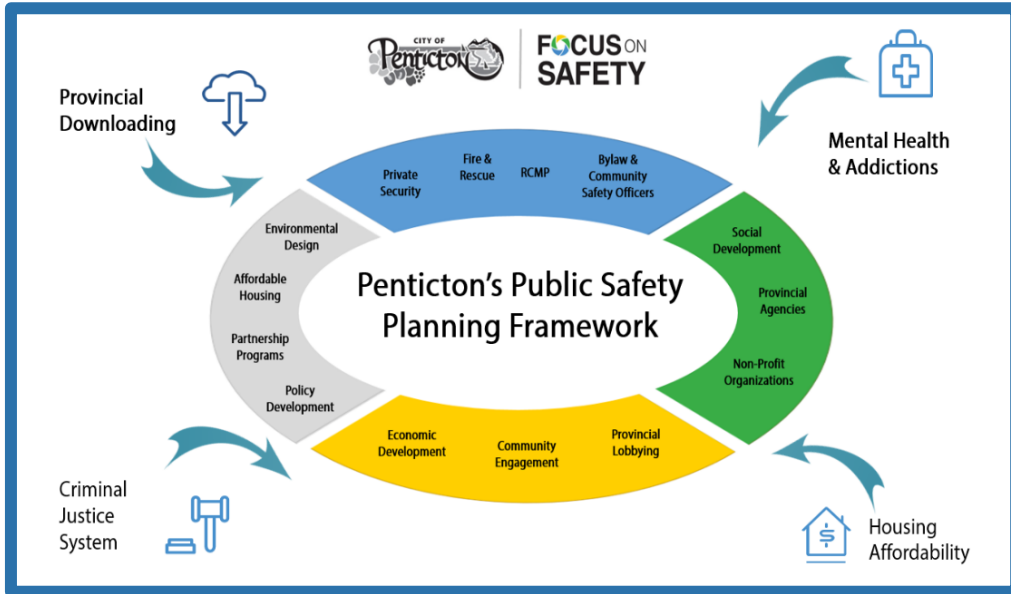 CITY OF
Penticton
FOCUS ON
SAFETY
Provincial
Downloading
Mental Health
& Addictions
Private
Security
Fire &
Rescue
RCMP
Bylaw &
Community
Safety Officers
Environmental
Design
Affordable
Housing
Partnership
Programs
Policy
Development
Penticton's Public Safety
Planning Framework
Social
Development
Provincial
Agencies
Non-Profit
Organizations
Economic
Development
Community
Engagement
Provincial
Lobbying
Criminal
Justice
System
$
Housing
Affordability